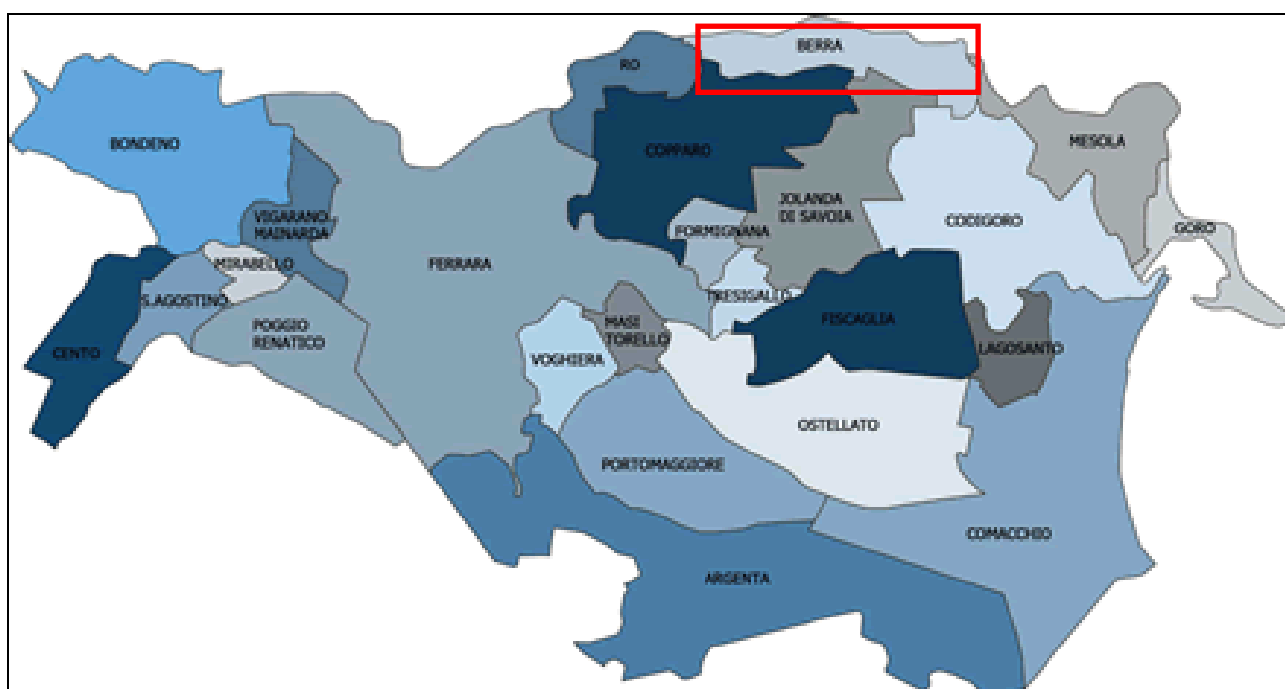 BERRA
RO
BONDENO
COPPARO
MESOLA
JOLANDA
DI SAVOIA
VIGARANO
MAINARDA
FORMIGNANA
CODIGORO
GORO
MIRABELLO
FERRARA
S.AGOSTINO
TRESIGALLO
POGGIO
RENATICO
MASI
TORELLO
FISCAGLIA
CENTO
VOGHIERA
LAGOSANTO
OSTELLATO
PORTOMAGGIORE
COMACCHIO
ARGENTA